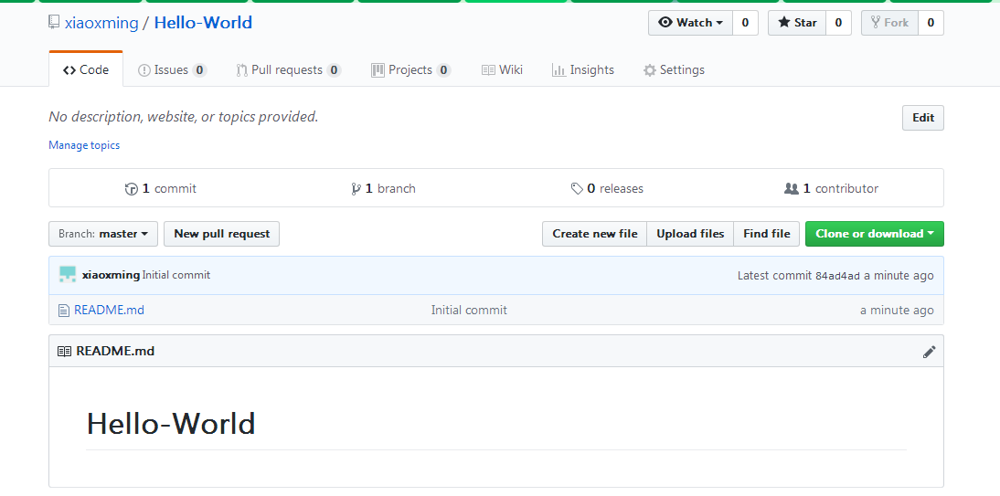 xiaoxming / Hello-World Watch 0 Star 0 Fork 0
Code Issues 0 Pull requests 0 Projects 0 Wiki Insights Settings
No description, website, or topics provided. Edit
Manage topics
1 commit 1 branch 0 releases 1 contributor
Branch: master New pull request Create new file Upload files Find file Clone or download
xiaoxming Initial commit Latest commit 84ad4ad a minute ago
README.md Initial commit a minute ago
README.md
Hello-World